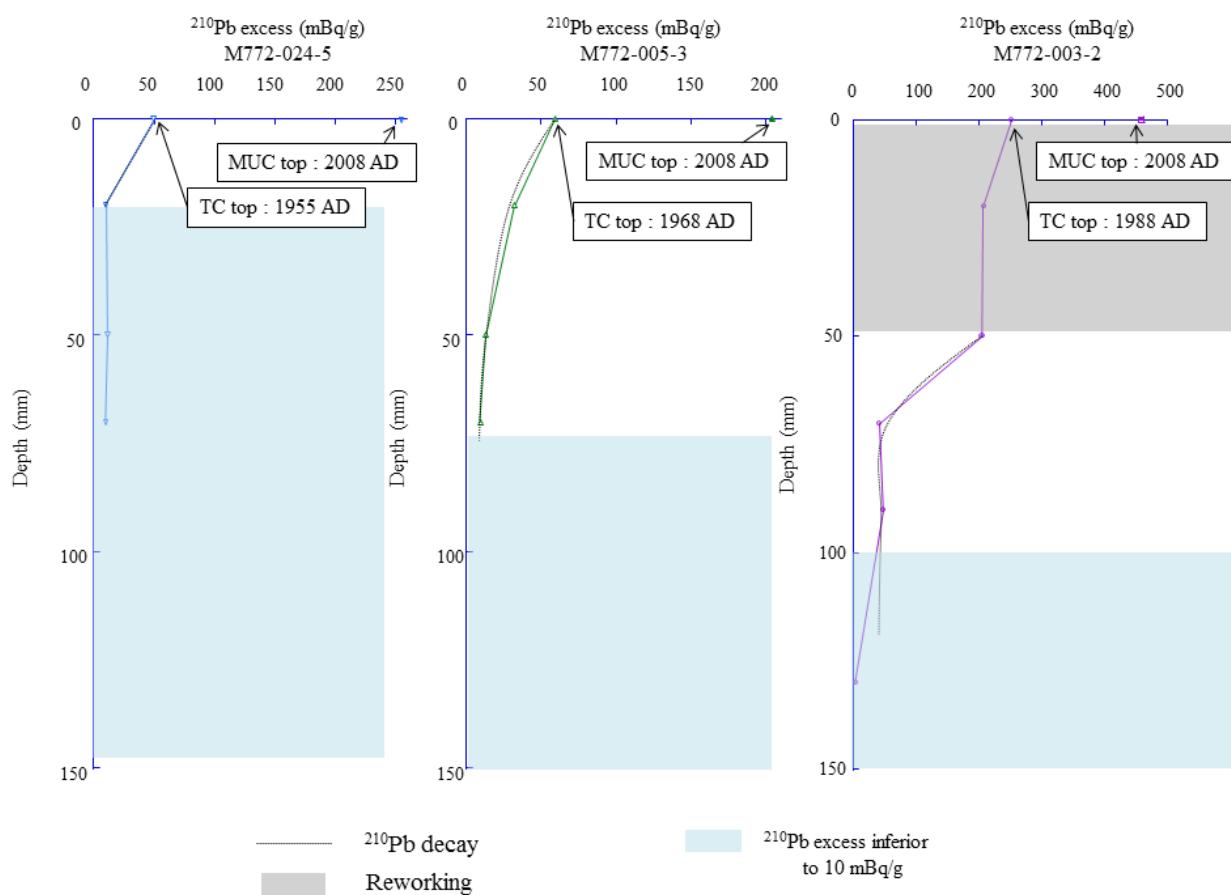 ²¹⁰Pb excess (mBq/g)
M772-024-5
0 50 100 150 200 250
0
50
100
150
Depth (mm)
MUC top : 2008 AD
TC top : 1955 AD
²¹⁰Pb excess (mBq/g)
M772-005-3
0 50 100 150 200
0
50
100
150
Depth (mm)
MUC top : 2008 AD
TC top : 1968 AD
²¹⁰Pb excess (mBq/g)
M772-003-2
0 100 200 300 400 500
0
50
100
150
Depth (mm)
MUC top : 2008 AD
TC top : 1988 AD
²¹⁰Pb decay
Reworking
²¹⁰Pb excess inferior
to 10 mBq/g